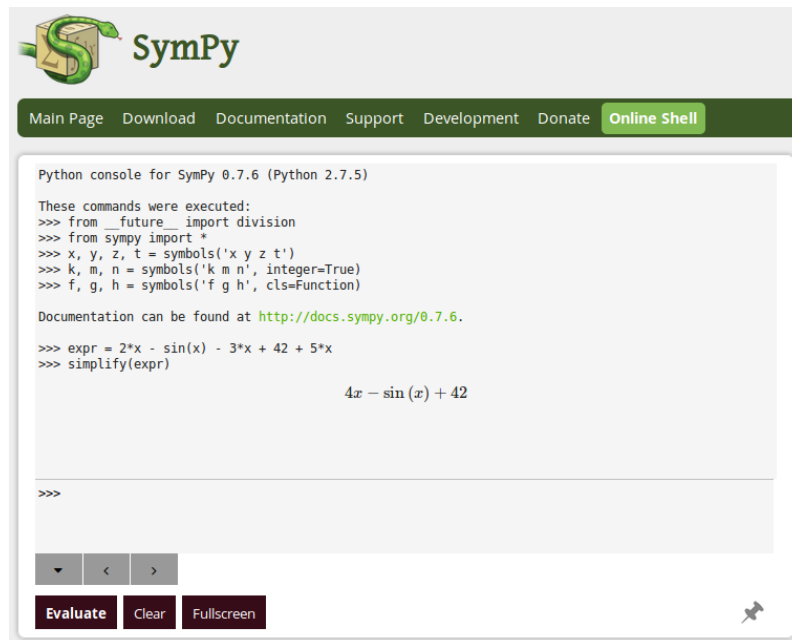 SymPy
Main Page Download Documentation Support Development Donate Online Shell
Python console for SymPy 0.7.6 (Python 2.7.5)
These commands were executed:
>>> from __future__ import division
>>> from sympy import *
>>> x, y, z, t = symbols('x y z t')
>>> k, m, n = symbols('k m n', integer=True)
>>> f, g, h = symbols('f g h', cls=Function)
Documentation can be found at http://docs.sympy.org/0.7.6.
>>> expr = 2*x - sin(x) - 3*x + 42 + 5*x
>>> simplify(expr)
4x − sin (x) + 42
>>>
Evaluate Clear Fullscreen